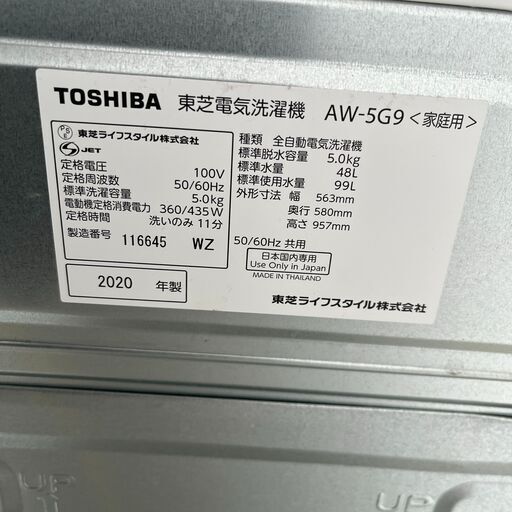 TOSHIBA 東芝電気洗濯機 AW-5G9 <家庭用>
PSE 東芝ライフスタイル株式会社
S JET
定格電圧 100V
定格周波数 50/60Hz
標準洗濯容量 5.0kg
電動機定格消費電力 360/435W
定格時間 洗いのみ 11分
製造番号 116645 WZ
2020 年製
種類 全自動電気洗濯機
標準脱水容量 5.0kg
標準水量 48L
標準使用水量 99L
外形寸法 幅 563mm
奥行 580mm
高さ 957mm
50/60Hz 共用
日本国内専用
Use Only in Japan
MADE IN THAILAND
東芝ライフスタイル株式会社
UP
UP